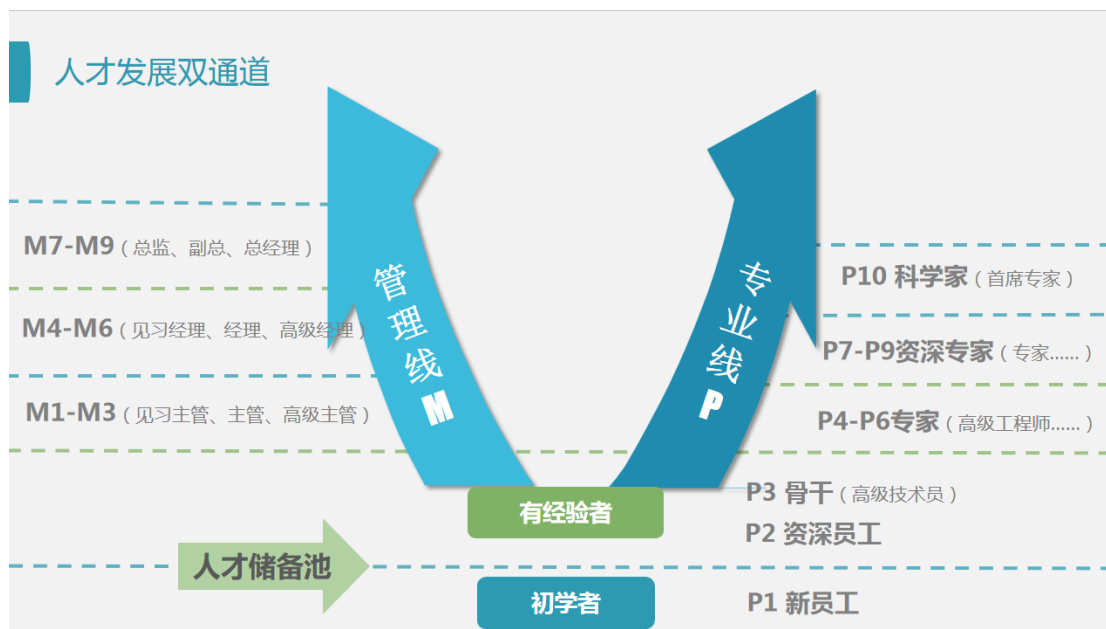 人才发展双通道
M7-M9（总监、副总、总经理）
M4-M6（见习经理、经理、高级经理）
M1-M3（见习主管、主管、高级主管）
管理线M
专业线P
P10 科学家（首席专家）
P7-P9资深专家（专家......）
P4-P6专家（高级工程师......）
P3 骨干（高级技术员）
有经验者
P2 资深员工
人才储备池
初学者
P1 新员工